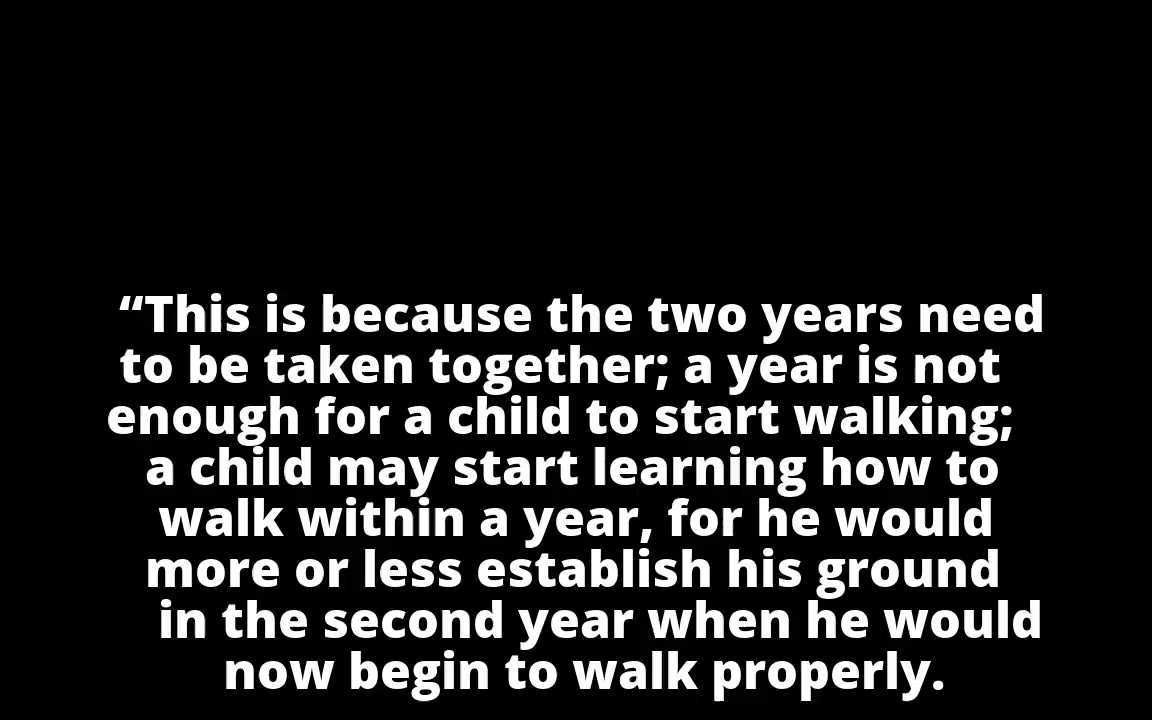 “This is because the two years need
to be taken together; a year is not
enough for a child to start walking;
a child may start learning how to
walk within a year, for he would
more or less establish his ground
in the second year when he would
now begin to walk properly.